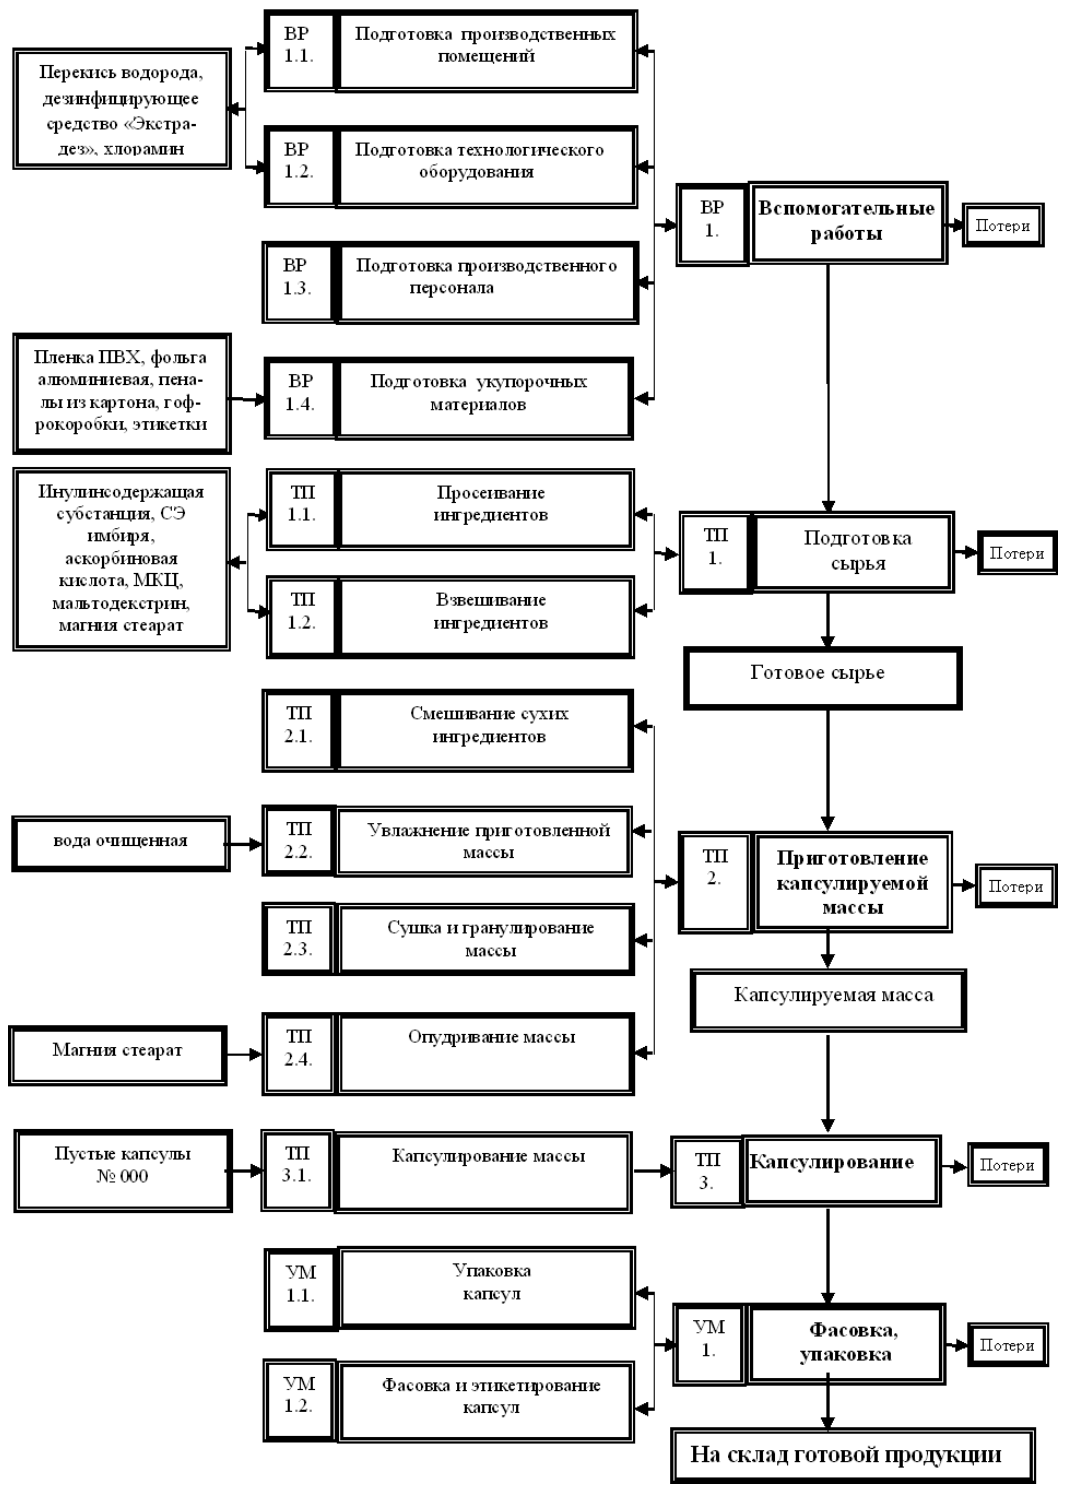 Перекись водорода,
дезинфицирующее
средство «Экстра-
дез», хлорамин
ВР
1.1.
Подготовка производственных
помещений
ВР
1.2.
Подготовка технологического
оборудования
ВР
1.
Вспомогательные
работы
Потери
ВР
1.3.
Подготовка производственного
персонала
Пленка ПВХ, фольга
алюминиевая, пена-
лы из картона, гоф-
рокоробки, этикетки
ВР
1.4.
Подготовка укупорочных
материалов
Инулинсодержащая
субстанция, СЭ
имбиря,
аскорбиновая
кислота, МКЦ,
мальтодекстрин,
магния стеарат
ТП
1.1.
Просеивание
ингредиентов
ТП
1.
Подготовка
сырья
Потери
ТП
1.2.
Взвешивание
ингредиентов
Готовое сырье
ТП
2.1.
Смешивание сухих
ингредиентов
вода очищенная
ТП
2.2.
Увлажнение приготовленной
массы
ТП
2.
Приготовление
капсулируемой
массы
Потери
ТП
2.3.
Сушка и гранулирование
массы
Капсулируемая масса
Магния стеарат
ТП
2.4.
Опудривание массы
Пустые капсулы
№ 000
ТП
3.1.
Капсулирование массы
ТП
3.
Капсулирование
Потери
УМ
1.1.
Упаковка
капсул
УМ
1.
Фасовка,
упаковка
Потери
УМ
1.2.
Фасовка и этикетирование
капсул
На склад готовой продукции